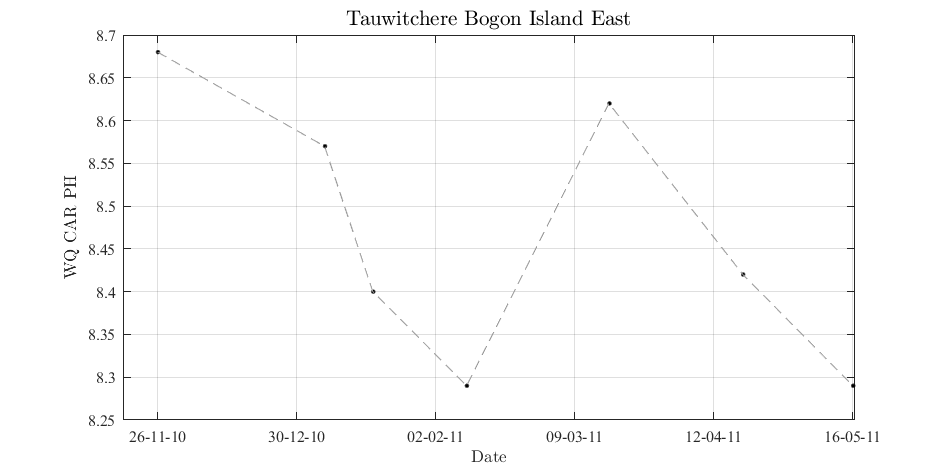 Tauwitchere Bogon Island East
8.7
8.65
8.6
8.55
8.5
8.45
8.4
8.35
8.3
8.25
WQ CAR PH
26-11-10 30-12-10 02-02-11 09-03-11 12-04-11 16-05-11
Date